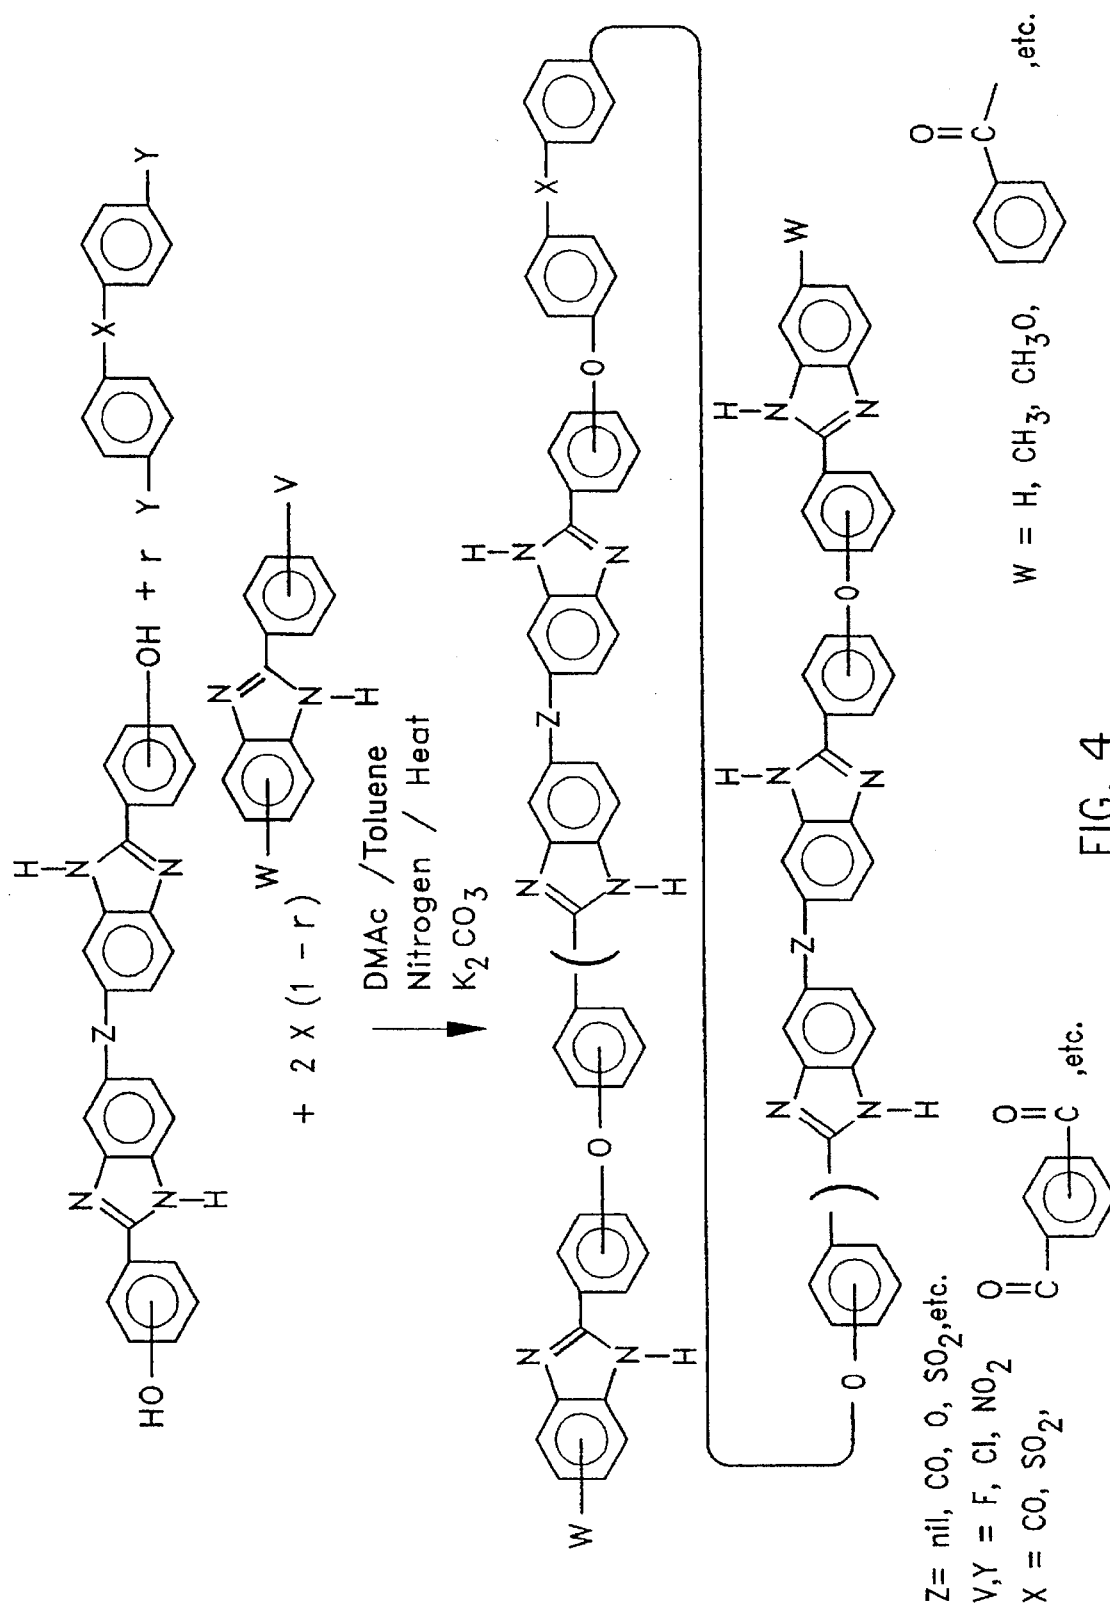 HO
N
N-H
Z
H-N
N
OH + r
Y
X
Y
+ 2 X (1 - r)
W
N
N-H
V
DMAc /Toluene
Nitrogen / Heat
K2CO3
W
N
N-H
O
(
N
N-H
Z
H-N
N
O
X
O
)
N
N-H
Z
H-N
N
O
H-N
N
W
Z= nil, CO, O, SO2,etc.
V,Y = F, Cl, NO2
X = CO, SO2,
O
C
O
C
,etc.
W = H, CH3, CH3O,
O
C
,etc.
FIG. 4